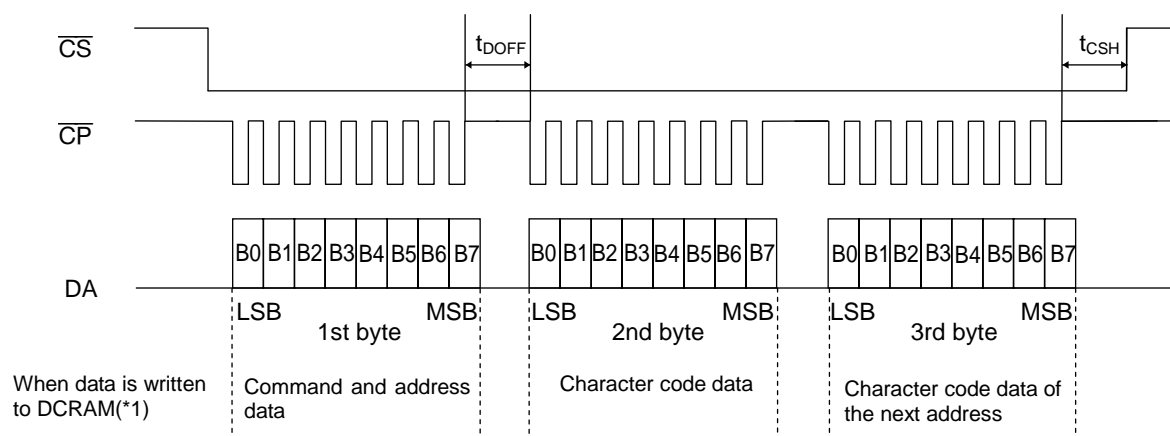 CS
tDOFF
tCSH
CP
DA
B0 B1 B2 B3 B4 B5 B6 B7
B0 B1 B2 B3 B4 B5 B6 B7
B0 B1 B2 B3 B4 B5 B6 B7
LSB MSB
LSB MSB
LSB MSB
1st byte
2nd byte
3rd byte
When data is written
to DCRAM(*1)
Command and address
data
Character code data
Character code data of
the next address